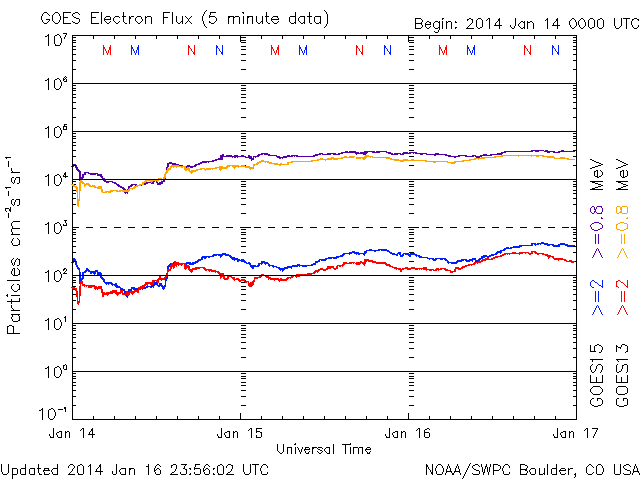 GOES Electron Flux (5 minute data)
Begin: 2014 Jan 14 0000 UTC
10⁷
M M N N M M N N M M N N
10⁶
10⁵
10⁴
10³
10²
10¹
10⁰
10⁻¹
Particles cm⁻²s⁻¹sr⁻¹
Jan 14 Jan 15 Jan 16 Jan 17
Universal Time
GOES15 >=2 >=0.8 MeV
GOES13 >=2 >=0.8 MeV
Updated 2014 Jan 16 23:56:02 UTC
NOAA/SWPC Boulder, CO USA